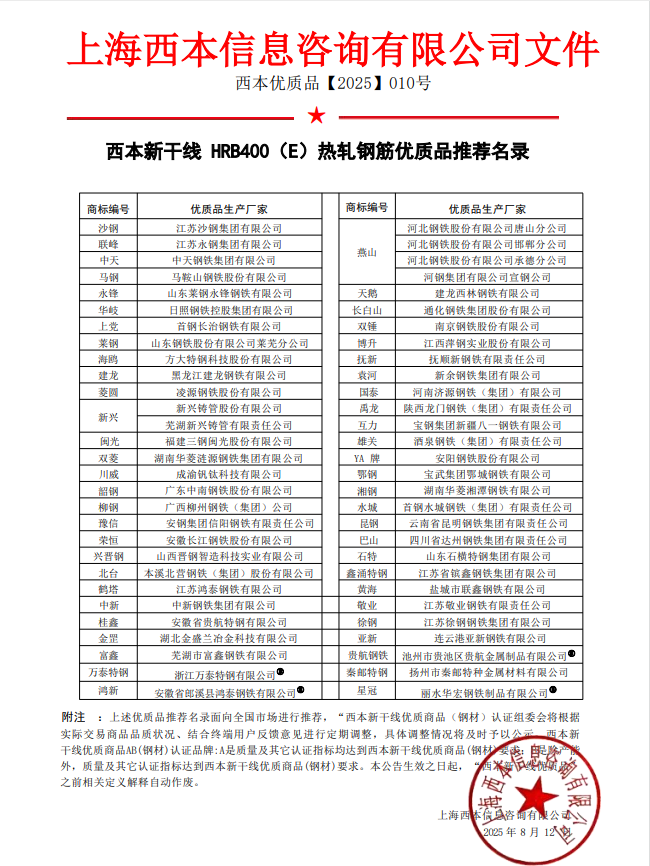 上海西本信息咨询有限公司文件
西本优质品【2025】010号
西本新干线 HRB400（E）热轧钢筋优质品推荐名录
商标编号 优质品生产厂家 商标编号 优质品生产厂家
沙钢 江苏沙钢集团有限公司 燕山 河北钢铁股份有限公司唐山分公司
联峰 江苏永钢集团有限公司 河北钢铁股份有限公司邯郸分公司
中天 中天钢铁集团有限公司 河北钢铁股份有限公司承德分公司
马钢 马鞍山钢铁股份有限公司 河钢集团有限公司宣钢公司
永锋 山东莱钢永锋钢铁有限公司 天鹅 建龙西林钢铁有限公司
华岐 日照钢铁控股集团有限公司 长白山 通化钢铁集团股份有限公司
上党 首钢长治钢铁有限公司 双锤 南京钢铁股份有限公司
莱钢 山东钢铁股份有限公司莱芜分公司 博升 江西萍钢实业股份有限公司
海鸥 方大特钢科技股份有限公司 抚新 抚顺新钢铁有限责任公司
建龙 黑龙江建龙钢铁有限公司 袁河 新余钢铁集团有限公司
菱圆 凌源钢铁股份有限公司 国泰 河南济源钢铁（集团）有限公司
新兴 新兴铸管股份有限公司 禹龙 陕西龙门钢铁（集团）有限责任公司
芜湖新兴铸管有限责任公司 互力 宝钢集团新疆八一钢铁有限公司
闽光 福建三钢闽光股份有限公司 雄关 酒泉钢铁（集团）有限责任公司
双菱 湖南华菱涟源钢铁集团有限公司 YA 牌 安阳钢铁股份有限公司
川威 成渝钒钛科技有限公司 鄂钢 宝武集团鄂城钢铁有限公司
韶钢 广东中南钢铁股份有限公司 湘钢 湖南华菱湘潭钢铁有限公司
柳钢 广西柳州钢铁（集团）公司 水城 首钢水城钢铁（集团）有限责任公司
豫信 安钢集团信阳钢铁有限责任公司 昆钢 云南省昆明钢铁集团有限责任公司
荣恒 安徽长江钢铁股份有限公司 巴山 四川省达州钢铁集团有限责任公司
兴晋钢 山西晋钢智造科技实业有限公司 石特 山东石横特钢集团有限公司
北台 本溪北营钢铁（集团）股份有限公司 鑫涌特钢 江苏省镔鑫钢铁集团有限公司
鹤塔 江苏鸿泰钢铁有限公司 黄海 盐城市联鑫钢铁有限公司
中新 中新钢铁集团有限公司 敬业 江苏敬业钢铁有限责任公司
桂鑫 安徽省贵航特钢有限公司 徐钢 江苏徐钢钢铁集团有限公司
金罡 湖北金盛兰冶金科技有限公司 亚新 连云港亚新钢铁有限公司
富鑫 芜湖市富鑫钢铁有限公司 贵航钢铁 池州市贵池区贵航金属制品有限公司
万泰特钢 浙江万泰特钢有限公司 秦邮特钢 扬州市秦邮特种金属材料有限公司
鸿新 安徽省郎溪县鸿泰钢铁有限公司 星冠 丽水华宏钢铁制品有限公司
附注 ：上述优质品推荐名录面向全国市场进行推荐，“西本新干线优质商品（钢材）认证组委会将根
据实际交易商品品质状况、结合终端用户反馈意见进行定期调整，具体调整情况将及时予以公示。西本新
干线优质商品AB(钢材)认证品牌:A是质量及其它认证指标均达到西本新干线优质商品(钢材)要求；B是除产能
外，质量及其它认证指标达到西本新干线优质商品(钢材)要求。本公告生效之日起，“西本新干线优质品”
之前相关定义解释自动作废。
上海西本信息咨询有限公司
2025 年 8 月 12 日
上海西本信息咨询有限公司